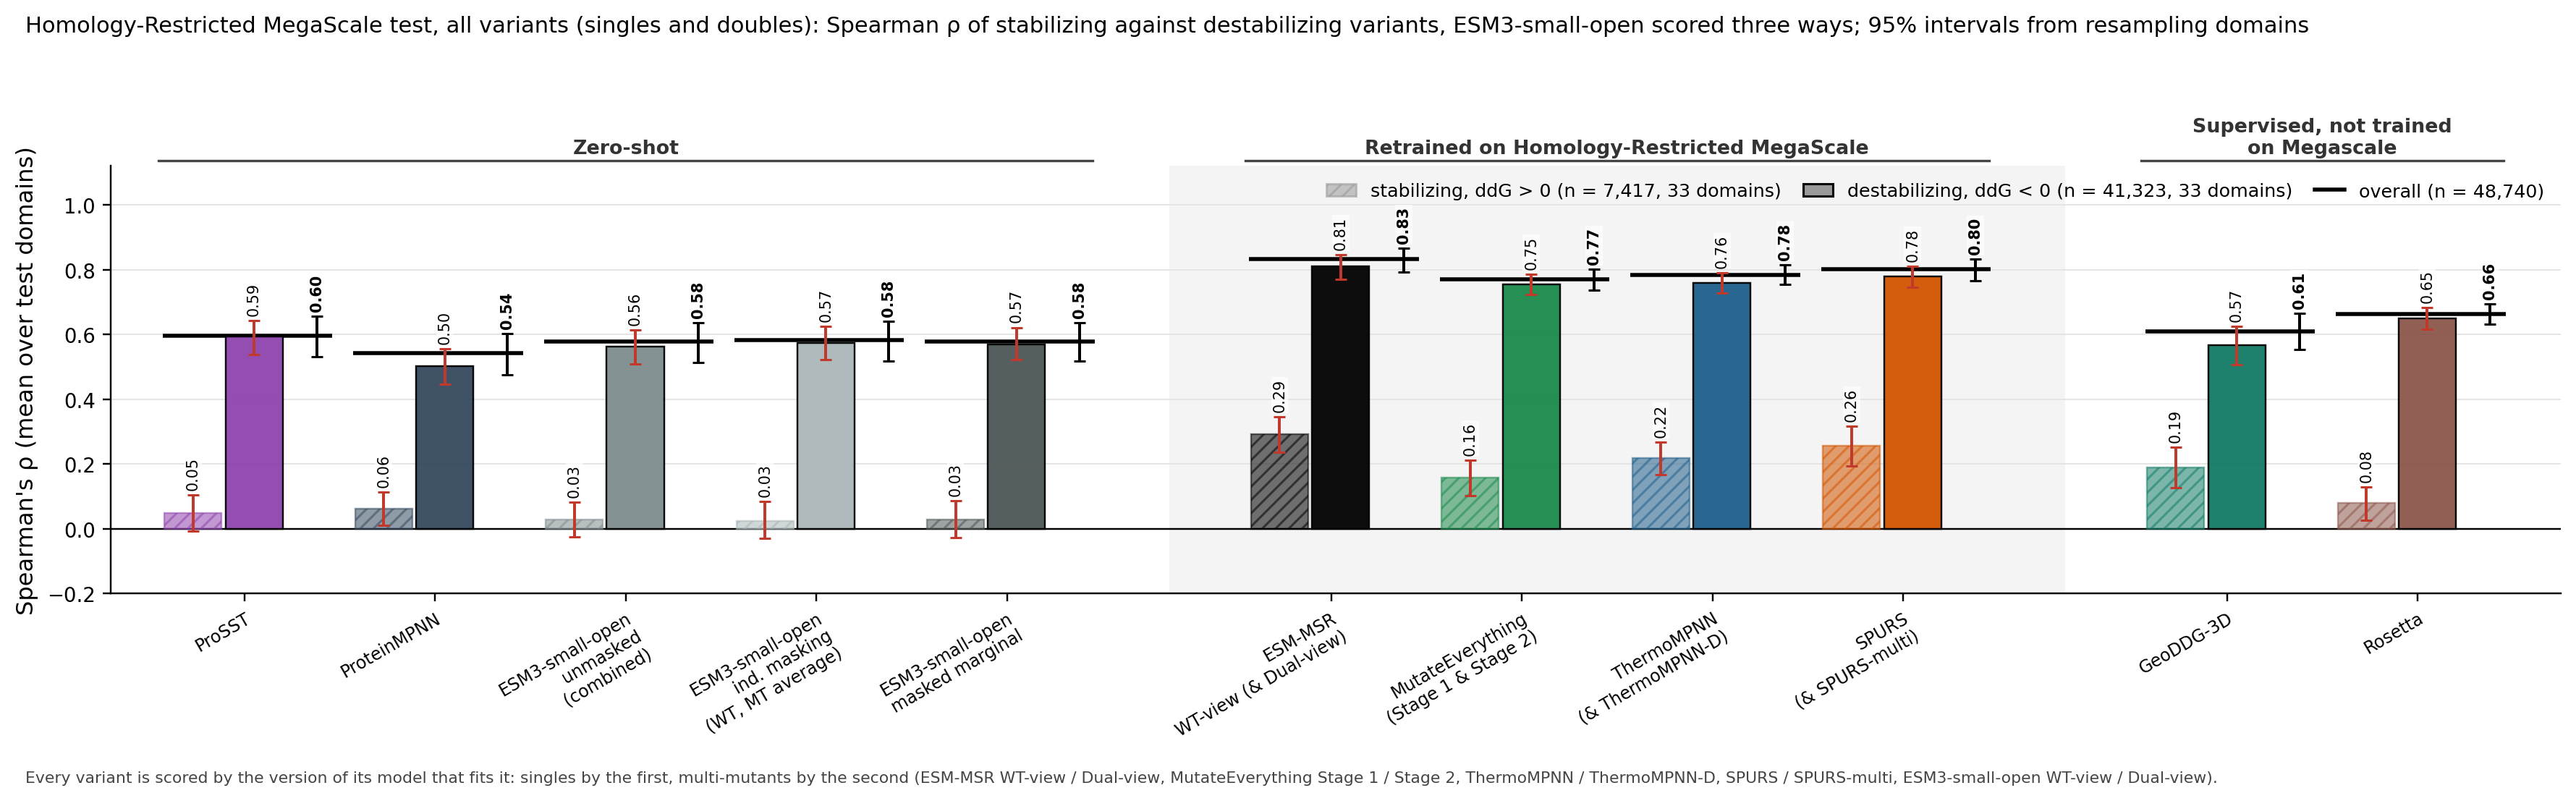 Homology-Restricted MegaScale test, all variants (singles and doubles): Spearman ρ of stabilizing against destabilizing variants, ESM3-small-open scored three ways; 95% intervals from resampling domains
Zero-shot
Retrained on Homology-Restricted MegaScale
Supervised, not trained
on Megascale
stabilizing, ddG > 0 (n = 7,417, 33 domains)
destabilizing, ddG < 0 (n = 41,323, 33 domains)
overall (n = 48,740)
Spearman's ρ (mean over test domains)
1.0
0.8
0.6
0.4
0.2
0.0
−0.2
0.05
0.59
0.60
0.06
0.50
0.54
0.03
0.56
0.58
0.03
0.57
0.58
0.03
0.57
0.58
0.29
0.81
0.83
0.16
0.75
0.77
0.22
0.76
0.78
0.26
0.78
0.80
0.19
0.57
0.61
0.08
0.65
0.66
ProSST
ProteinMPNN
ESM3-small-open
unmasked
(combined)
ESM3-small-open
ind. masking
(WT, MT average)
ESM3-small-open
masked marginal
ESM-MSR
WT-view (& Dual-view)
MutateEverything
(Stage 1 & Stage 2)
ThermoMPNN
(& ThermoMPNN-D)
SPURS
(& SPURS-multi)
GeoDDG-3D
Rosetta
Every variant is scored by the version of its model that fits it: singles by the first, multi-mutants by the second (ESM-MSR WT-view / Dual-view, MutateEverything Stage 1 / Stage 2, ThermoMPNN / ThermoMPNN-D, SPURS / SPURS-multi, ESM3-small-open WT-view / Dual-view).